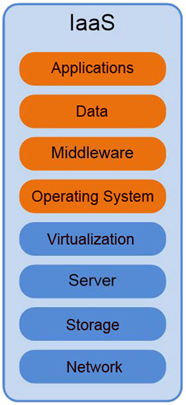 IaaS
Applications
Data
Middleware
Operating System
Virtualization
Server
Storage
Network